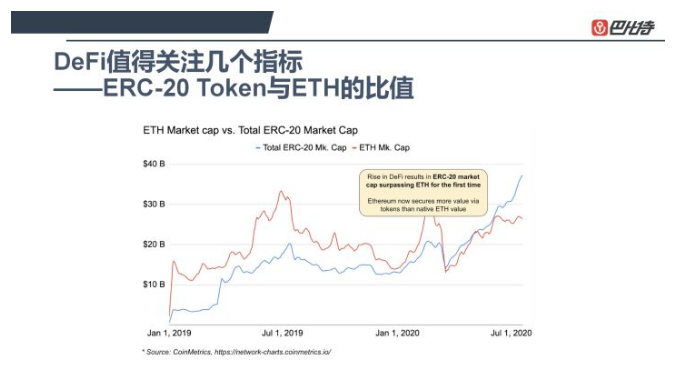 巴比特
DeFi值得关注几个指标
——ERC-20 Token与ETH的比值
ETH Market cap vs. Total ERC-20 Market Cap
Total ERC-20 Mk. Cap ETH Mk. Cap
$40 B
Rise in DeFi results in ERC-20 market
cap surpassing ETH for the first time
Ethereum now secures more value via
tokens than native ETH value
$30 B
$20 B
$10 B
Jan 1, 2019 Jul 1, 2019 Jan 1, 2020 Jul 1, 2020
* Source: CoinMetrics, https://network-charts.coinmetrics.io/